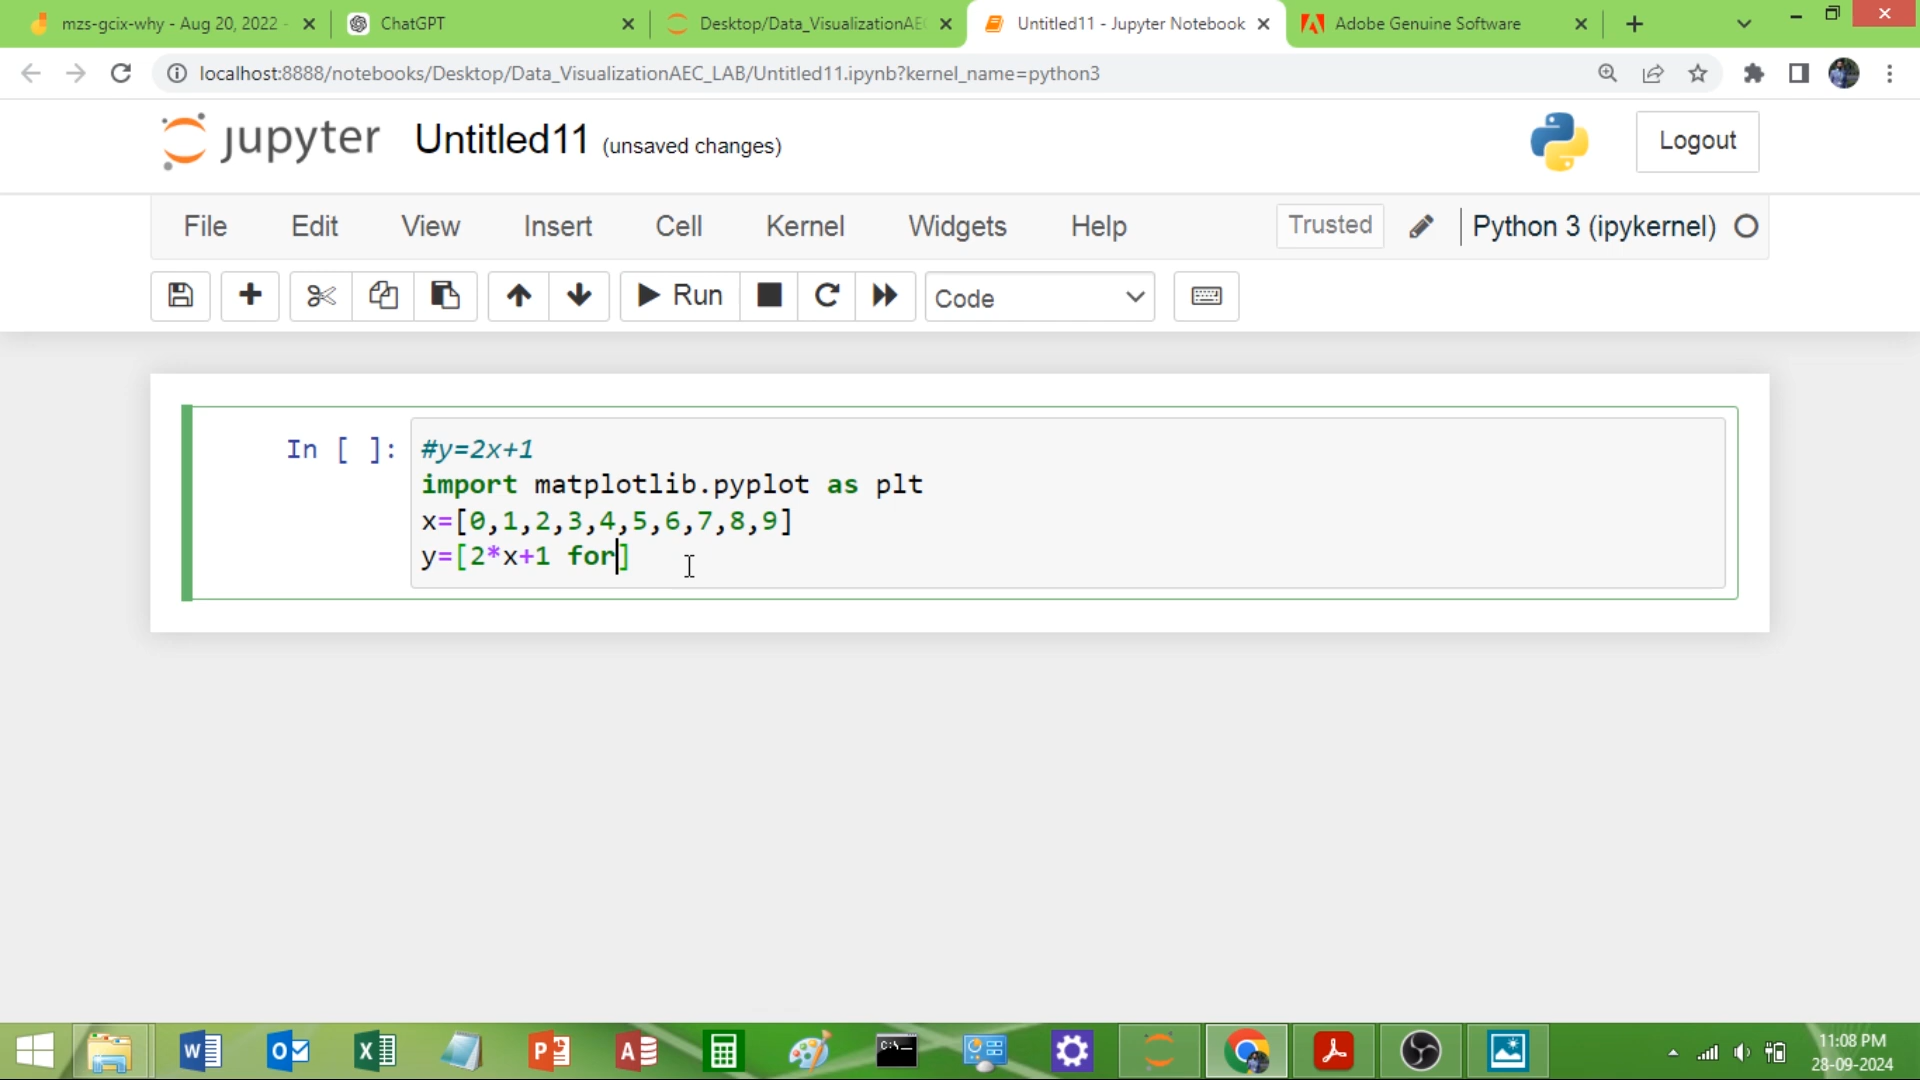 mzs-gcix-why - Aug 20, 2022 -
ChatGPT
Desktop/Data_VisualizationAEC
Untitled11 - Jupyter Notebook
Adobe Genuine Software
localhost:8888/notebooks/Desktop/Data_VisualizationAEC_LAB/Untitled11.ipynb?kernel_name=python3
jupyter Untitled11 (unsaved changes)
Logout
File Edit View Insert Cell Kernel Widgets Help Trusted Python 3 (ipykernel)
Run Code
In [ ]: #y=2x+1
import matplotlib.pyplot as plt
x=[0,1,2,3,4,5,6,7,8,9]
y=[2*x+1 for]
11:08 PM
28-09-2024